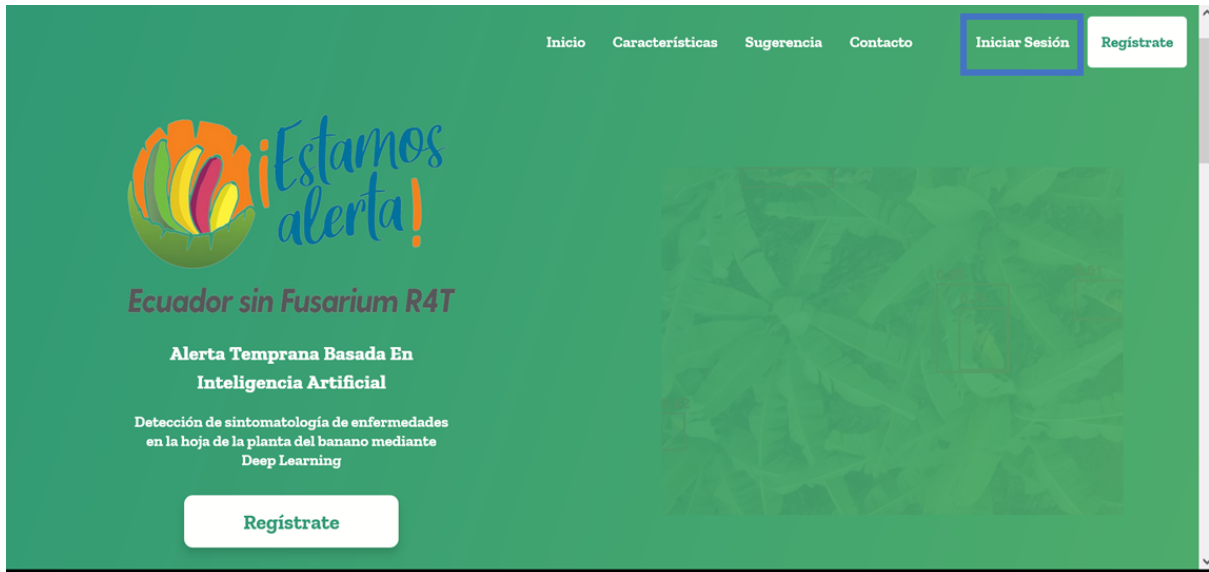 Inicio Características Sugerencia Contacto Iniciar Sesión Regístrate
¡Estamos
alerta!
Ecuador sin Fusarium R4T
Alerta Temprana Basada En
Inteligencia Artificial
Detección de sintomatología de enfermedades
en la hoja de la planta del banano mediante
Deep Learning
Regístrate